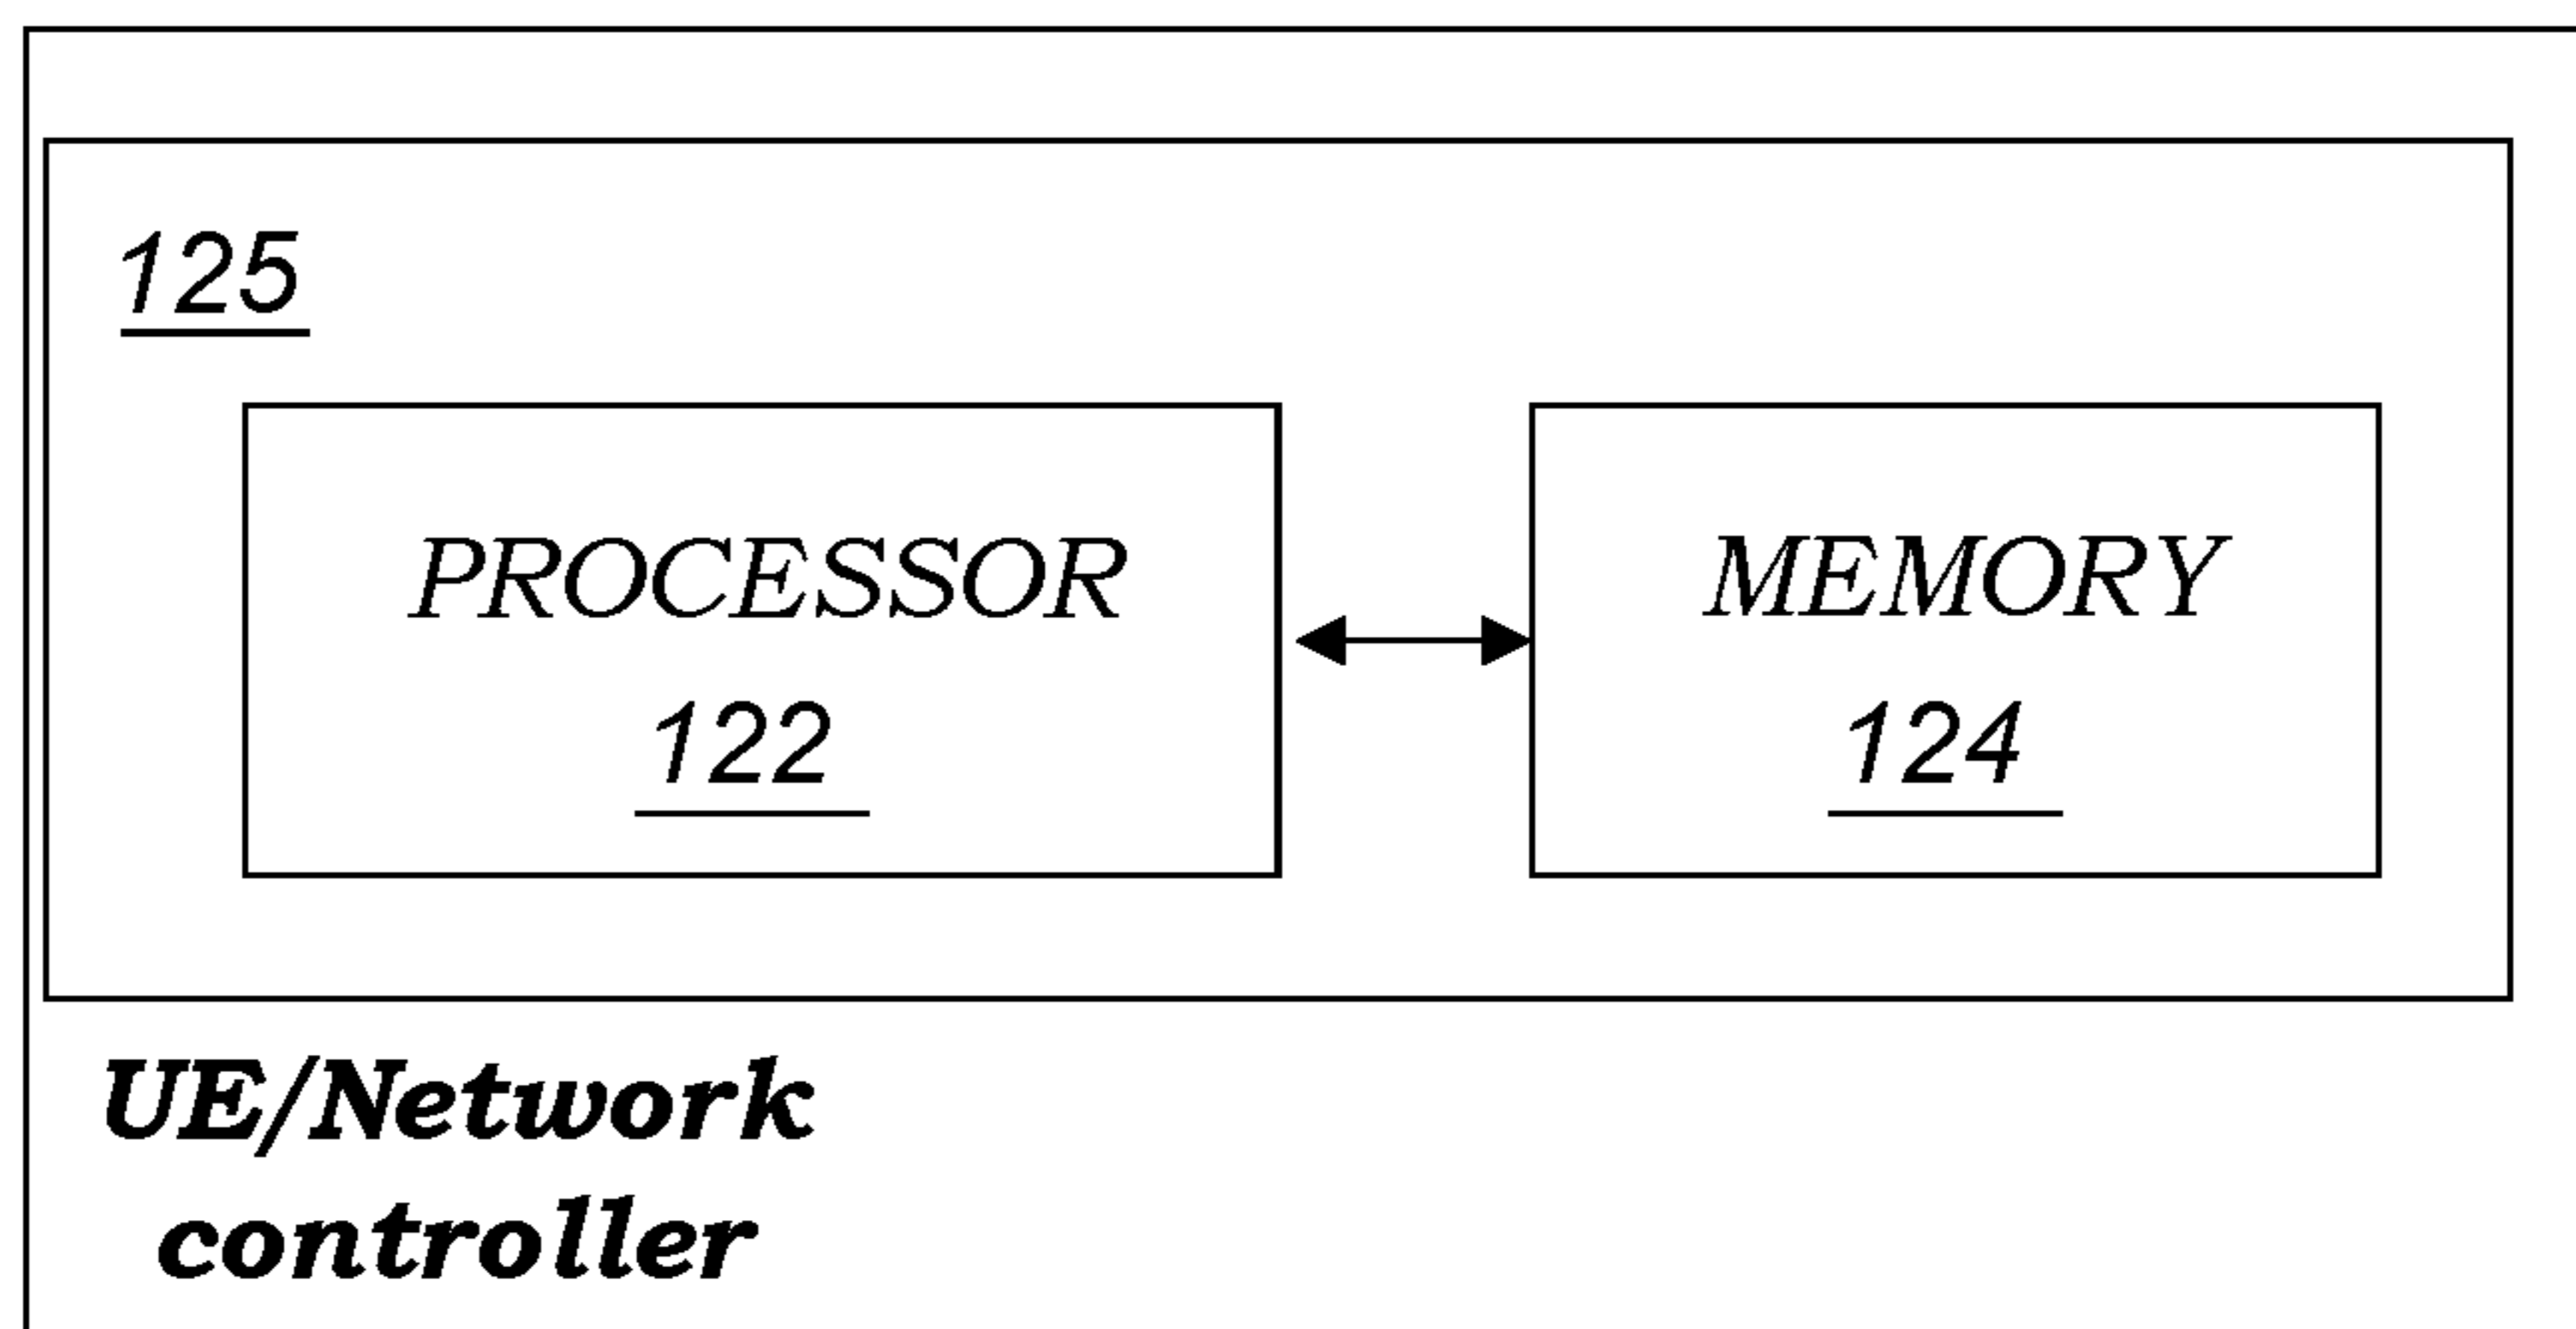 125
PROCESSOR
122
MEMORY
124
UE/Network
controller